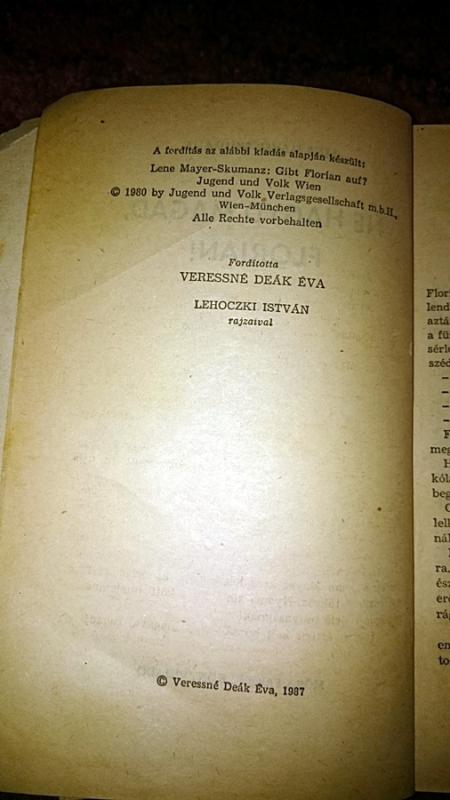 A fordítás az alábbi kiadás alapján készült:
Lene Mayer-Skumanz: Gibt Florian auf?
Jugend und Volk Wien
© 1980 by Jugend und Volk Verlagsgesellschaft m.b.H.,
Wien-München
Alle Rechte vorbehalten
Fordította
VERESSNÉ DEÁK ÉVA
LEHOCZKI ISTVÁN
rajzaival
© Veressné Deák Éva, 1987